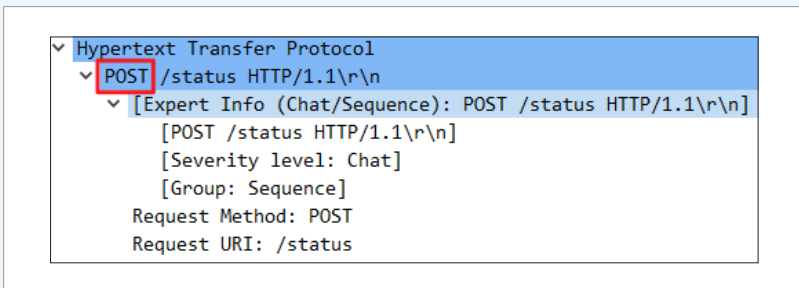 Hypertext Transfer Protocol
POST /status HTTP/1.1\r\n
[Expert Info (Chat/Sequence): POST /status HTTP/1.1\r\n]
[POST /status HTTP/1.1\r\n]
[Severity level: Chat]
[Group: Sequence]
Request Method: POST
Request URI: /status